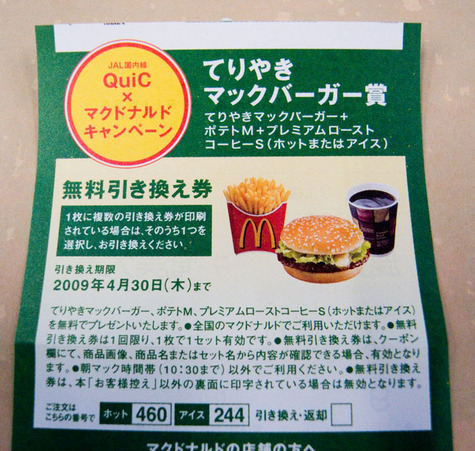 JAL国内線
QuiC
×
マクドナルド
キャンペーン
てりやき
マックバーガー賞
てりやきマックバーガー＋
ポテトM＋プレミアムロースト
コーヒーS（ホットまたはアイス）
無料引き換え券
1枚に複数の引き換え券が印刷
されている場合は、そのうち1つを
選択し、お引き換えください。
引き換え期限
2009年4月30日（木）まで
てりやきマックバーガー、ポテトM、プレミアムローストコーヒーS（ホットまたはアイス）
を無料でプレゼントいたします。●全国のマクドナルドでご利用いただけます。●無料
引き換え券は1回限り、1枚で1セット有効です。●無料引き換え券は、クーポン
欄にて、商品画像、商品名またはセット名から内容が確認できる場合、有効となり
ます。●朝マック時間帯（10:30まで）以外でご利用ください。●無料引き換え
券は、本「お客様控え」以外の裏面に印字されている場合は無効となります。
ご注文は
こちらの番号で
ホット 460 アイス 244 引き換え・返却
マクドナルドの店舗の方へ